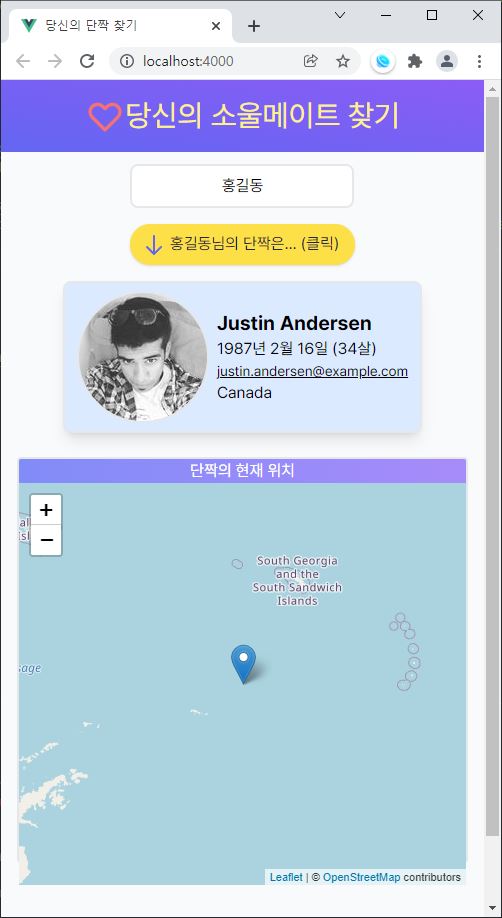 당신의 단짝 찾기
localhost:4000
당신의 소울메이트 찾기
홍길동
홍길동님의 단짝은... (클릭)
Justin Andersen
1987년 2월 16일 (34살)
justin.andersen@example.com
Canada
단짝의 현재 위치
+
−
South Georgia
and the
South Sandwich
Islands
Leaflet | © OpenStreetMap contributors